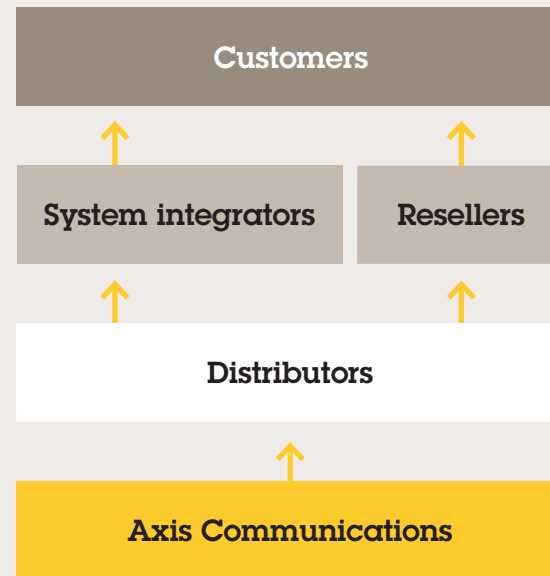 Customers
System integrators
Resellers
Distributors
Axis Communications